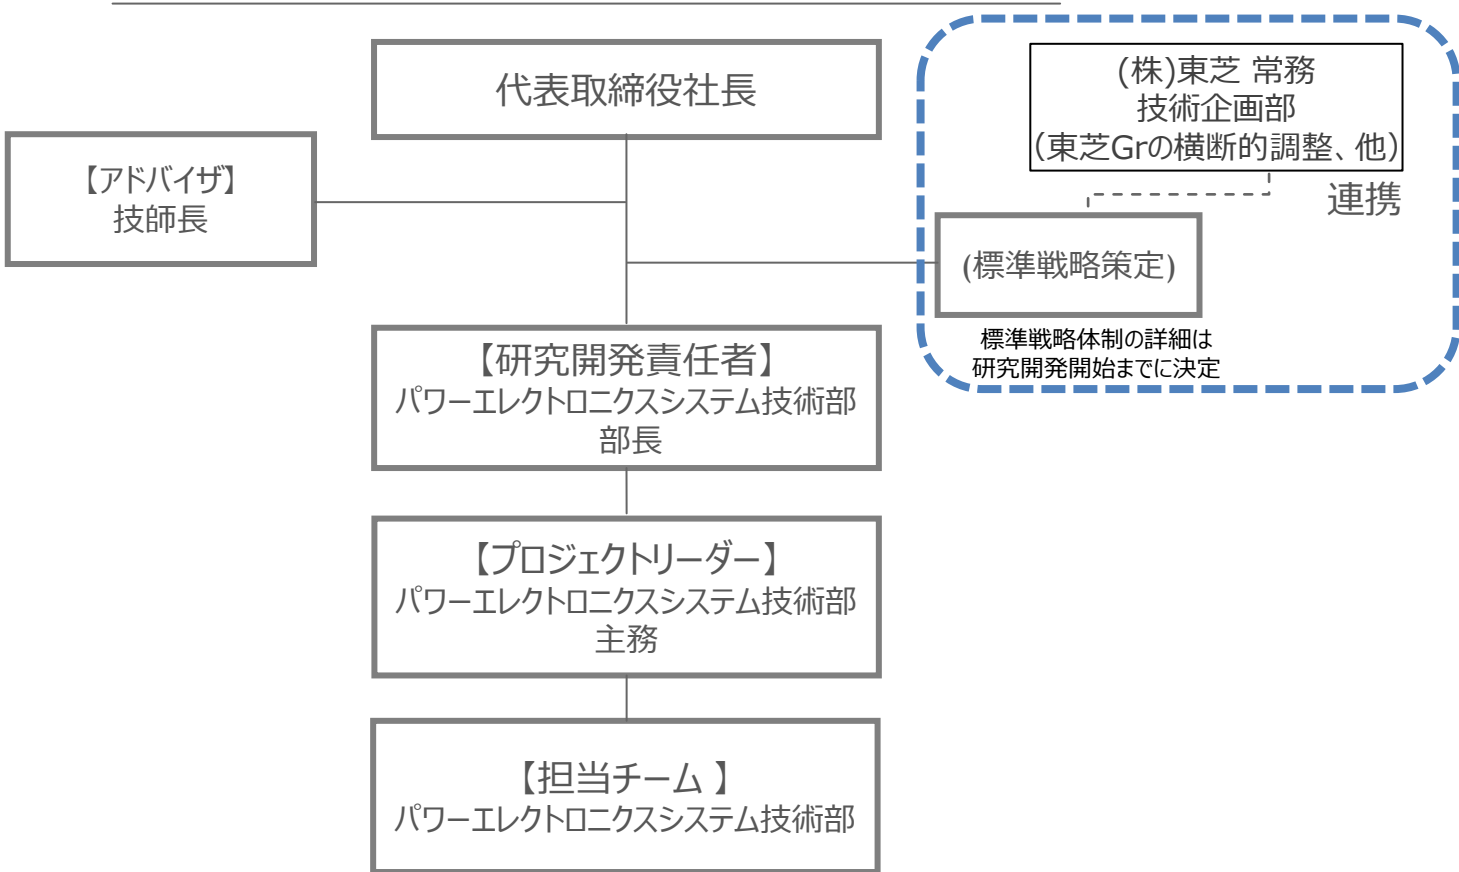 代表取締役社長
(株)東芝 常務
技術企画部
（東芝Grの横断的調整、他）
連携
【アドバイザ】
技師長
(標準戦略策定)
標準戦略体制の詳細は
研究開発開始までに決定
【研究開発責任者】
パワーエレクトロニクスシステム技術部
部長
【プロジェクトリーダー】
パワーエレクトロニクスシステム技術部
主務
【担当チーム 】
パワーエレクトロニクスシステム技術部